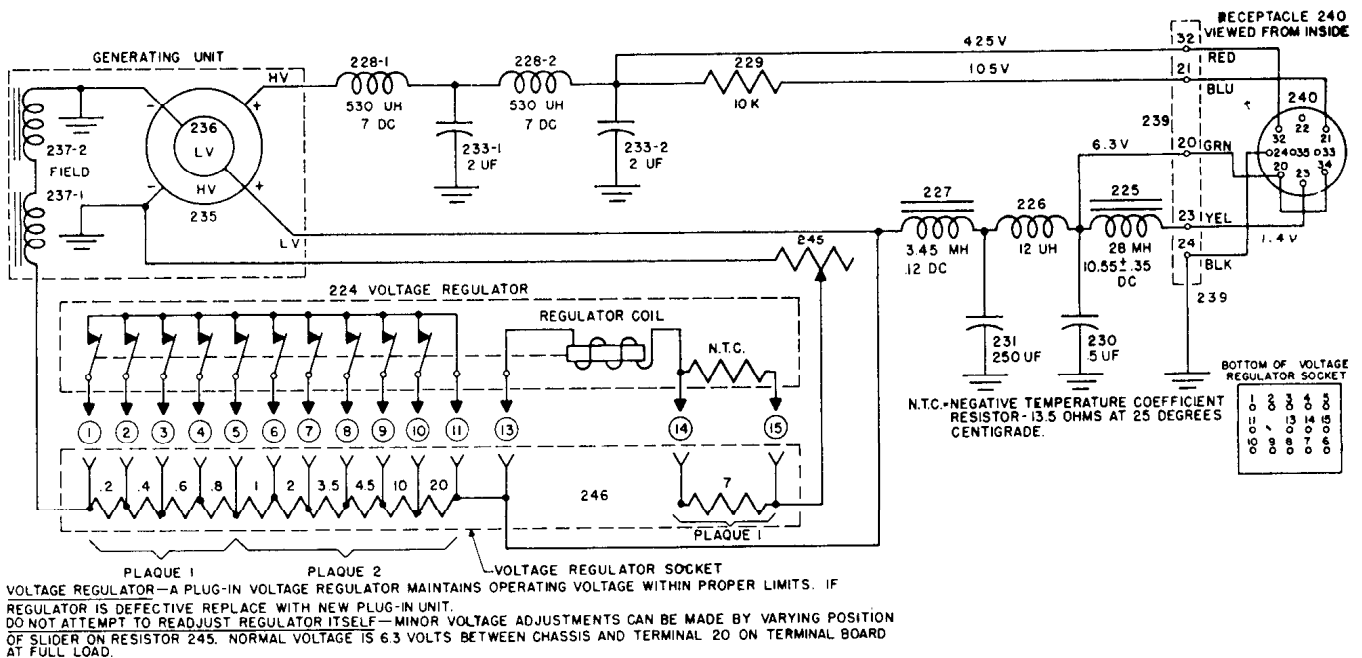 RECEPTACLE 240
VIEWED FROM INSIDE
GENERATING UNIT
HV
228-1
530 UH
7 DC
228-2
530 UH
7 DC
233-1
2 UF
233-2
2 UF
229
10 K
425 V
105 V
32
RED
21
BLU
239
20
GRN
6.3 V
23
YEL
1.4 V
24
BLK
239
240
22
32
21
24
35
33
20
23
34
237-2
FIELD
237-1
-
+
236
LV
-
HV
+
235
LV
245
227
3.45 MH
.12 DC
226
12 UH
225
28 MH
10.55±.35
DC
231
250 UF
230
.5 UF
224 VOLTAGE REGULATOR
REGULATOR COIL
N.T.C.
1 2 3 4 5 6 7 8 9 10 11 13 14 15
.2 .4 .6 .8 1 2 3.5 4.5 10 20
246
7
PLAQUE 1
PLAQUE 1
PLAQUE 2
VOLTAGE REGULATOR SOCKET
N.T.C.=NEGATIVE TEMPERATURE COEFFICIENT
RESISTOR-13.5 OHMS AT 25 DEGREES
CENTIGRADE.
BOTTOM OF VOLTAGE
REGULATOR SOCKET
1 2 3 4 5
11 13 14 15
10 9 8 7 6
VOLTAGE REGULATOR—A PLUG-IN VOLTAGE REGULATOR MAINTAINS OPERATING VOLTAGE WITHIN PROPER LIMITS. IF
REGULATOR IS DEFECTIVE REPLACE WITH NEW PLUG-IN UNIT.
DO NOT ATTEMPT TO READJUST REGULATOR ITSELF—MINOR VOLTAGE ADJUSTMENTS CAN BE MADE BY VARYING POSITION
OF SLIDER ON RESISTOR 245. NORMAL VOLTAGE IS 6.3 VOLTS BETWEEN CHASSIS AND TERMINAL 20 ON TERMINAL BOARD
AT FULL LOAD.